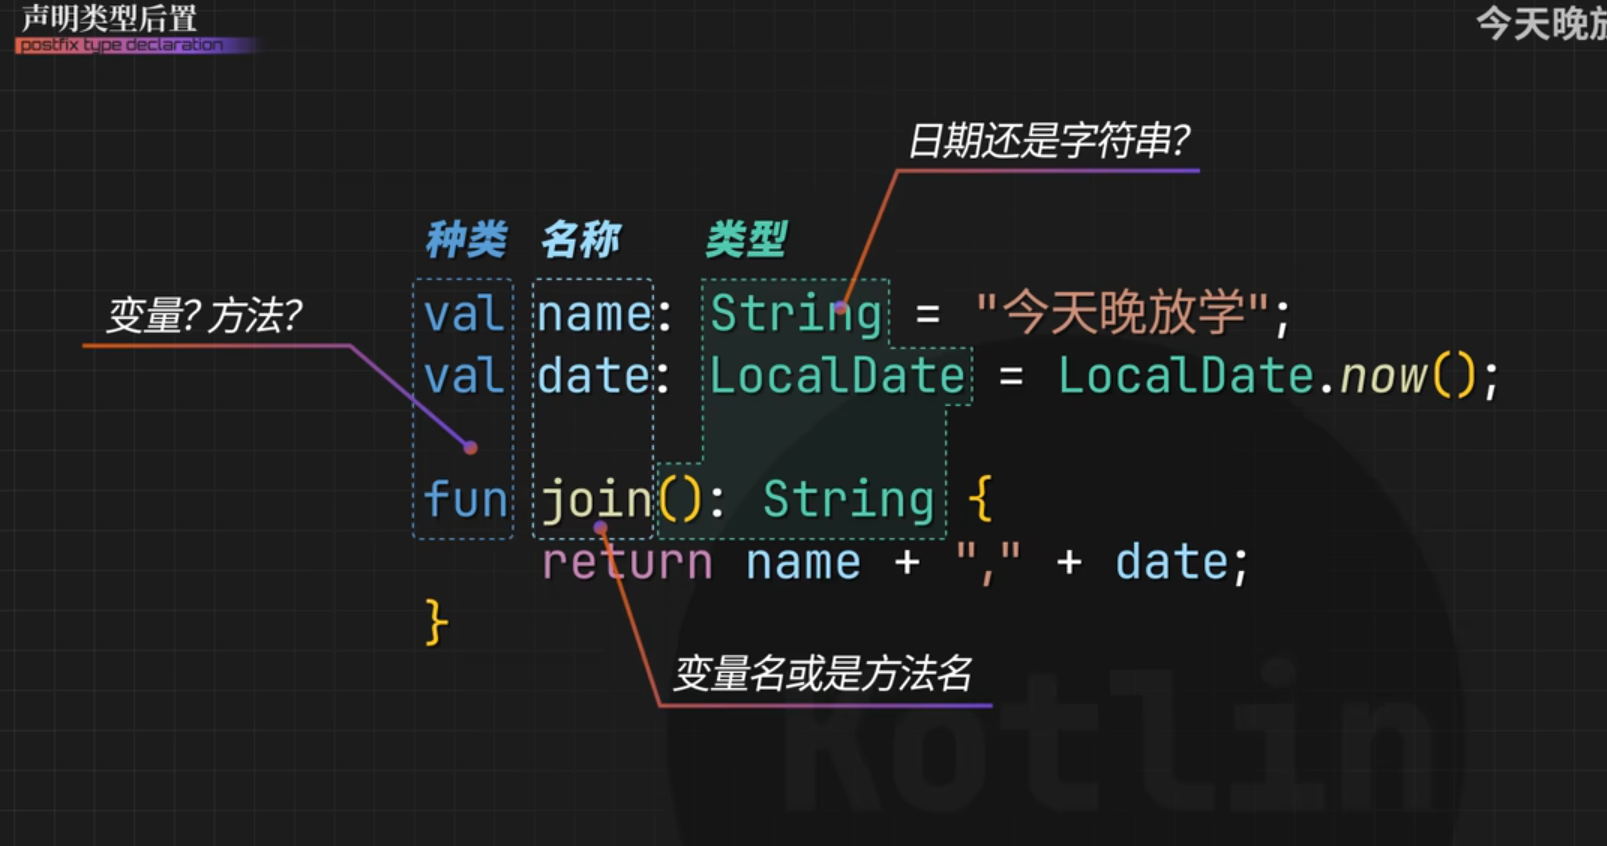 声明类型后置
postfix type declaration
今天晚放
日期还是字符串?
种类 名称 类型
变量?方法?
val name: String = "今天晚放学";
val date: LocalDate = LocalDate.now();
fun join(): String {
return name + "," + date;
}
变量名或是方法名
Kotlin